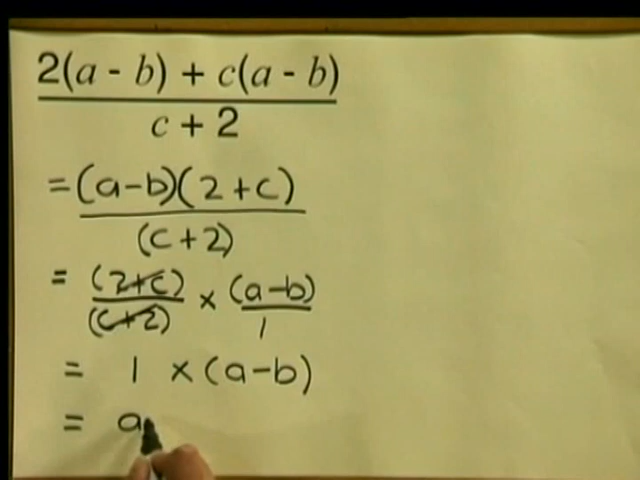 2(a - b) + c(a - b)
c + 2
= (a-b)(2+c)
(c+2)
= (2+c) × (a-b)
(c+2) 1
= 1 × (a-b)
= a